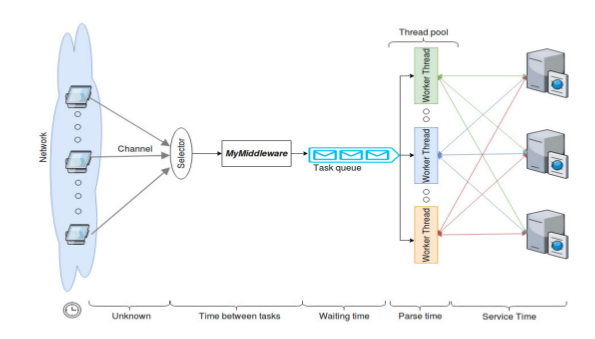 Thread pool
Network
Channel
Selector
MyMiddleware
Task queue
Worker Thread
Worker Thread
Worker Thread
Unknown
Time between tasks
Waiting time
Parse time
Service Time